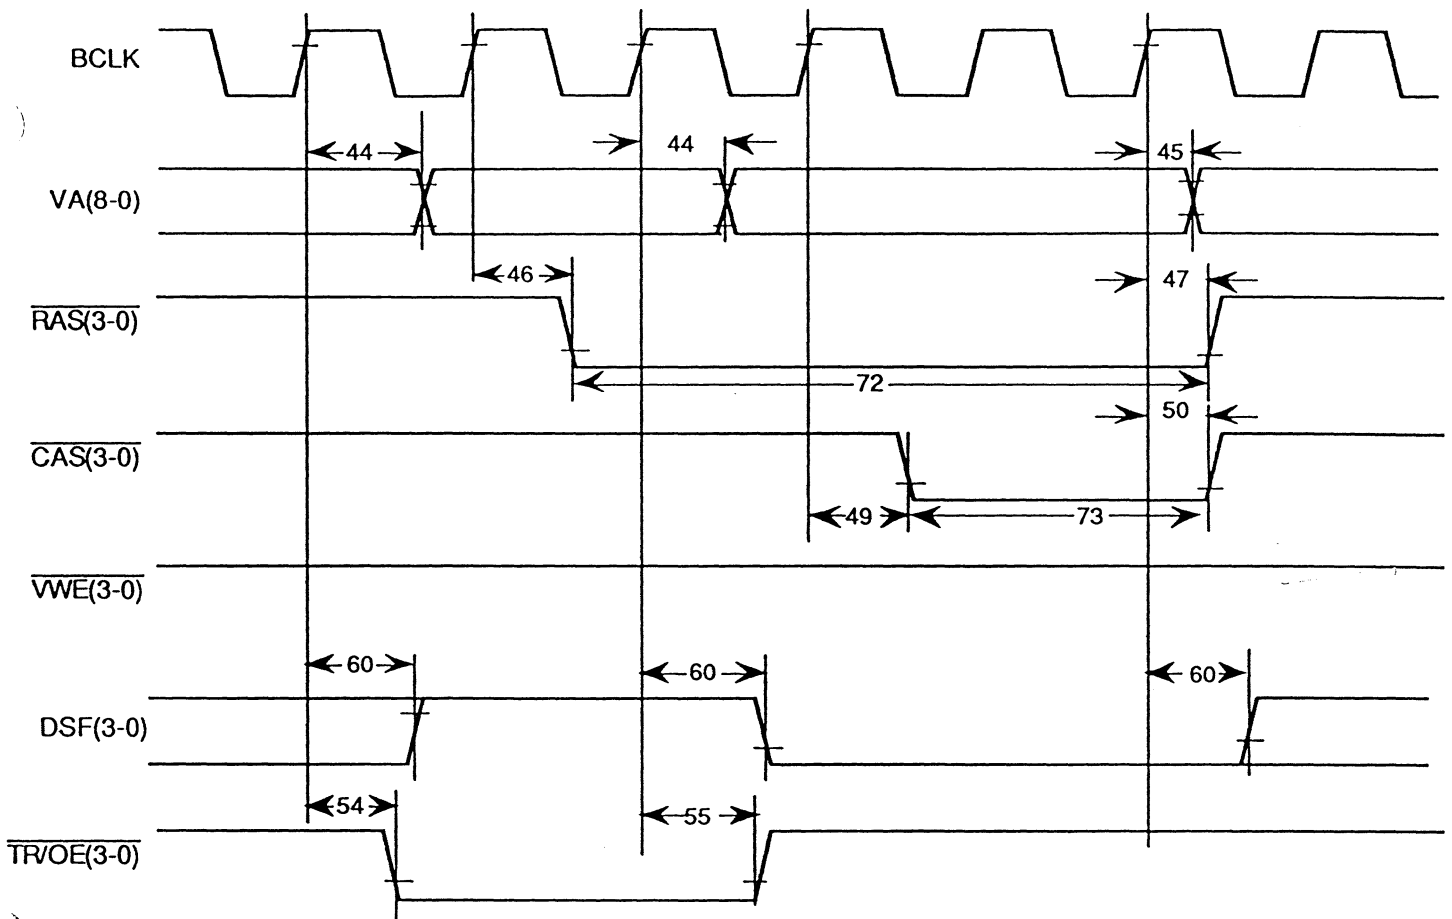 BCLK
44
44
45
VA(8-0)
46
47
RAS(3-0)
72
50
CAS(3-0)
49
73
VWE(3-0)
60
60
60
DSF(3-0)
54
55
TR/OE(3-0)